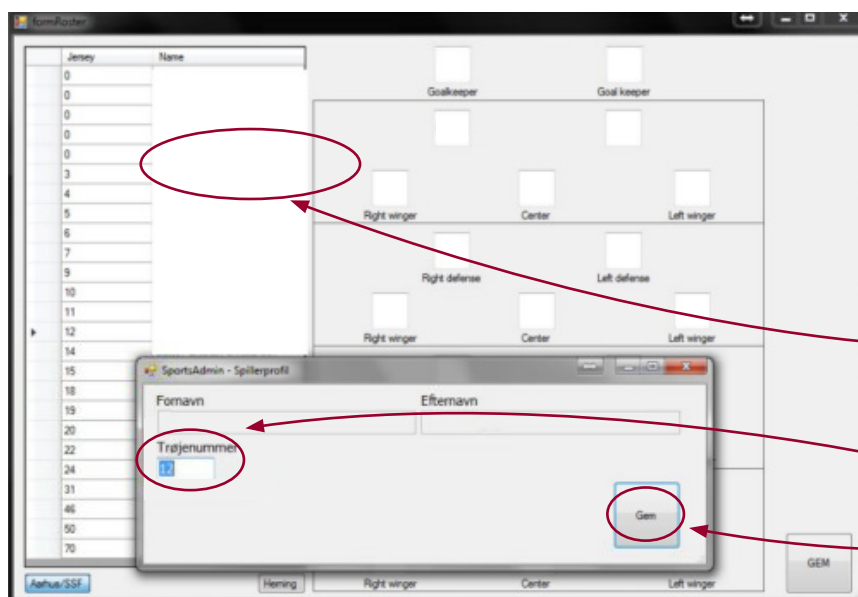 formRoster
Jersey Name
0
0
Goalkeeper Goal keeper
0
0
0
3
4
5
Right winger Center Left winger
6
7
9
Right defense Left defense
10
11
12
Right winger Center Left winger
14
15
SportsAdmin - Spillerprofil
18
Fornavn Efternavn
19
20
22
Trøjenummer
24
12
31
46
Gem
50
70
GEM
Aarhus/SSF Herning Right winger Center Left winger